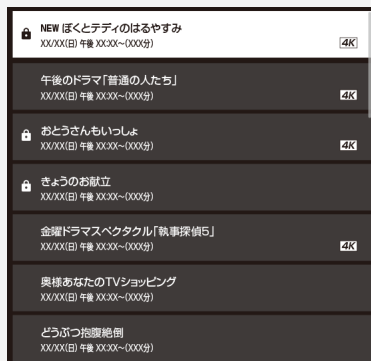 NEW ぼくとテディのはるやすみ
XX/XX(日) 午後 XX:XX～(XXX分)
4K
午後のドラマ「普通の人たち」
XX/XX(日) 午後 XX:XX～(XXX分)
4K
おとうさんもいっしょ
XX/XX(日) 午後 XX:XX～(XXX分)
4K
きょうのお献立
XX/XX(日) 午後 XX:XX～(XXX分)
金曜ドラマスペクタクル「執事探偵5」
XX/XX(日) 午後 XX:XX～(XXX分)
4K
奥様あなたのTVショッピング
XX/XX(日) 午後 XX:XX～(XXX分)
どうぶつ抱腹絶倒
XX/XX(日) 午後 XX:XX～(XXX分)